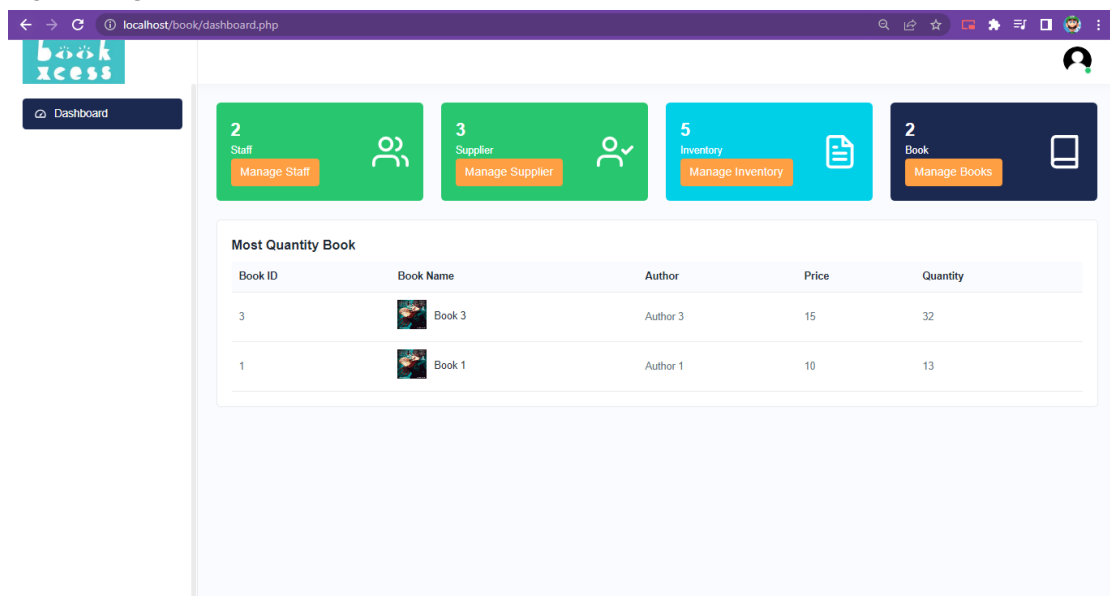 localhost/book/dashboard.php
book
xcess
Dashboard
2
Staff
Manage Staff
3
Supplier
Manage Supplier
5
Inventory
Manage Inventory
2
Book
Manage Books
Most Quantity Book
Book ID Book Name Author Price Quantity
3 Book 3 Author 3 15 32
1 Book 1 Author 1 10 13